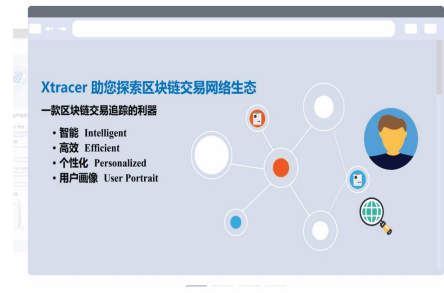 Xtracer 助您探索区块链交易网络生态
一款区块链交易追踪的利器
• 智能 Intelligent
• 高效 Efficient
• 个性化 Personalized
• 用户画像 User Portrait